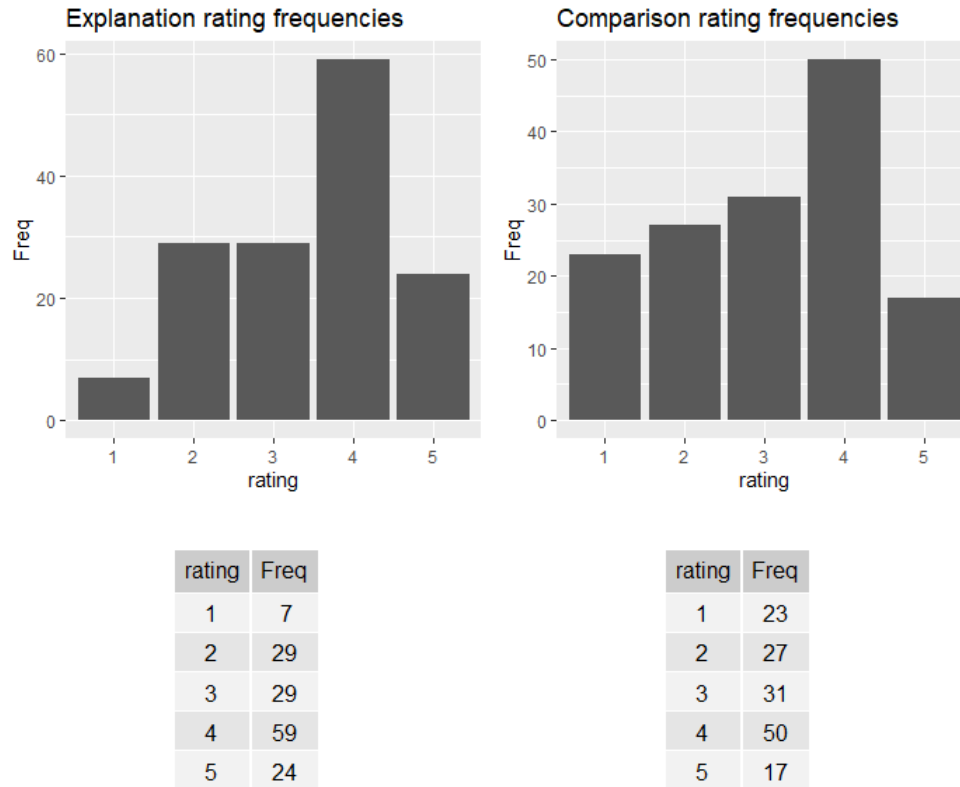 Explanation rating frequencies
60
40
20
0
Freq
1 2 3 4 5
rating
Comparison rating frequencies
50
40
30
20
10
0
Freq
1 2 3 4 5
rating
rating Freq
1 7
2 29
3 29
4 59
5 24
rating Freq
1 23
2 27
3 31
4 50
5 17